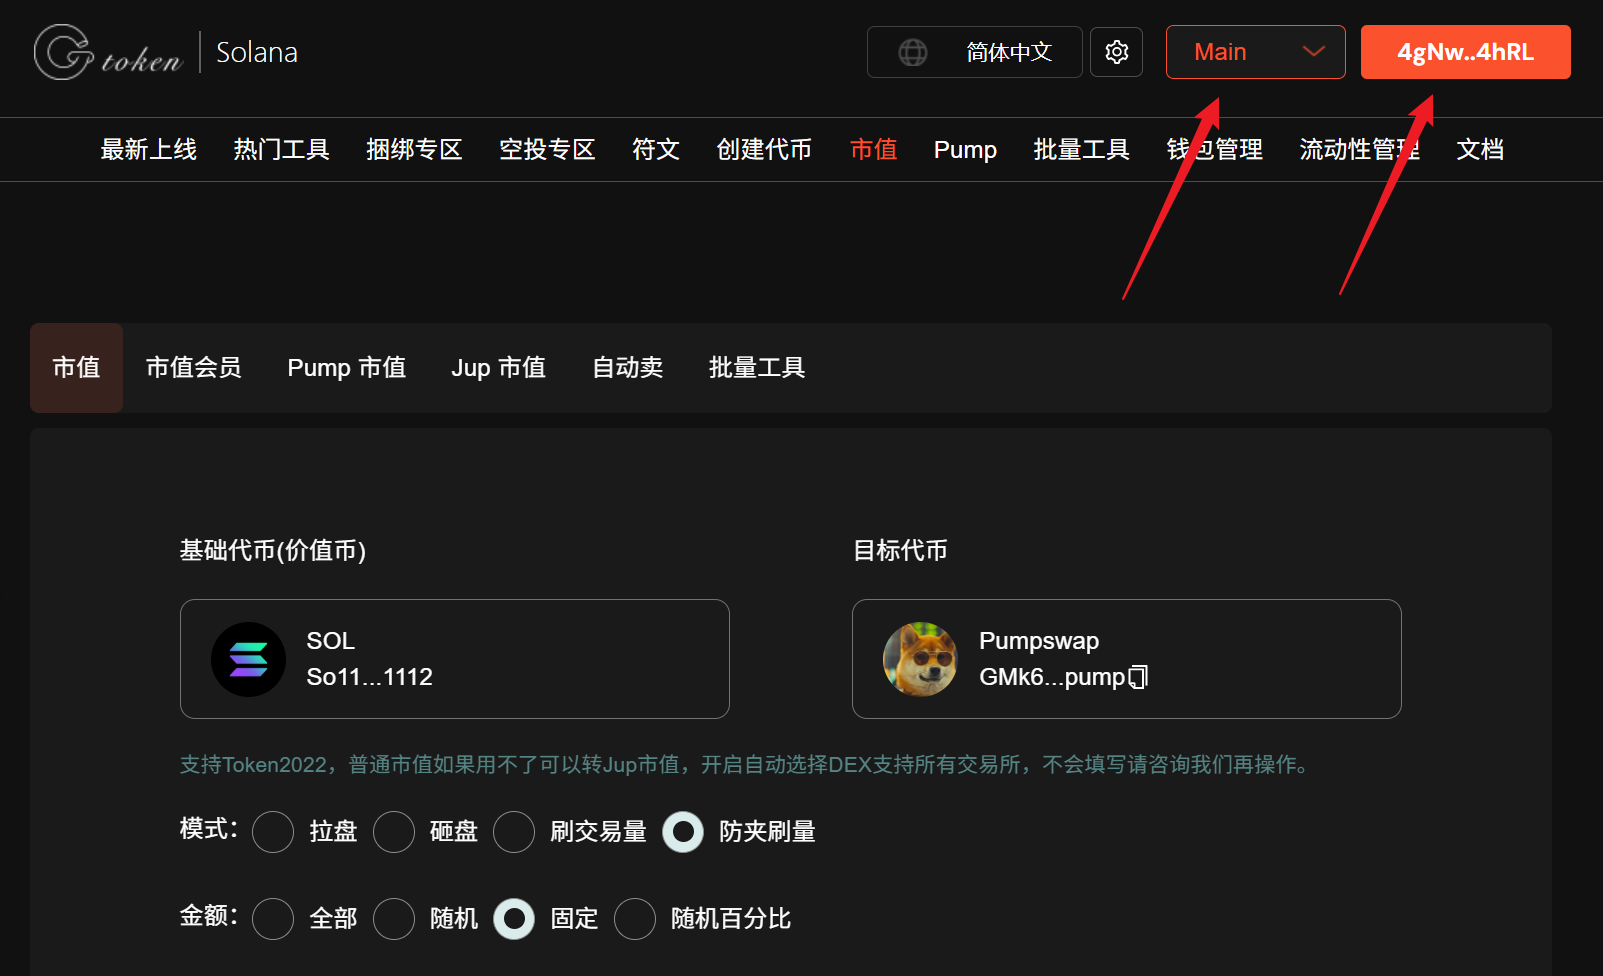 GTtoken | Solana
简体中文
Main
4gNw..4hRL
最新上线 热门工具 捆绑专区 空投专区 符文 创建代币 市值 Pump 批量工具 钱包管理 流动性管理 文档
市值 市值会员 Pump 市值 Jup 市值 自动卖 批量工具
基础代币(价值币)
SOL
So11...1112
目标代币
Pumpswap
GMk6...pump
支持Token2022，普通市值如果用不了可以转Jup市值，开启自动选择DEX支持所有交易所，不会填写请咨询我们再操作。
模式： 拉盘 砸盘 刷交易量 防夹刷量
金额： 全部 随机 固定 随机百分比